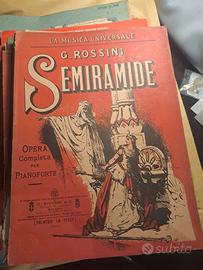 LA MUSICA UNIVERSALE
G. ROSSINI
SEMIRAMIDE
OPERA
Completa
PER
PIANOFORTE
subito